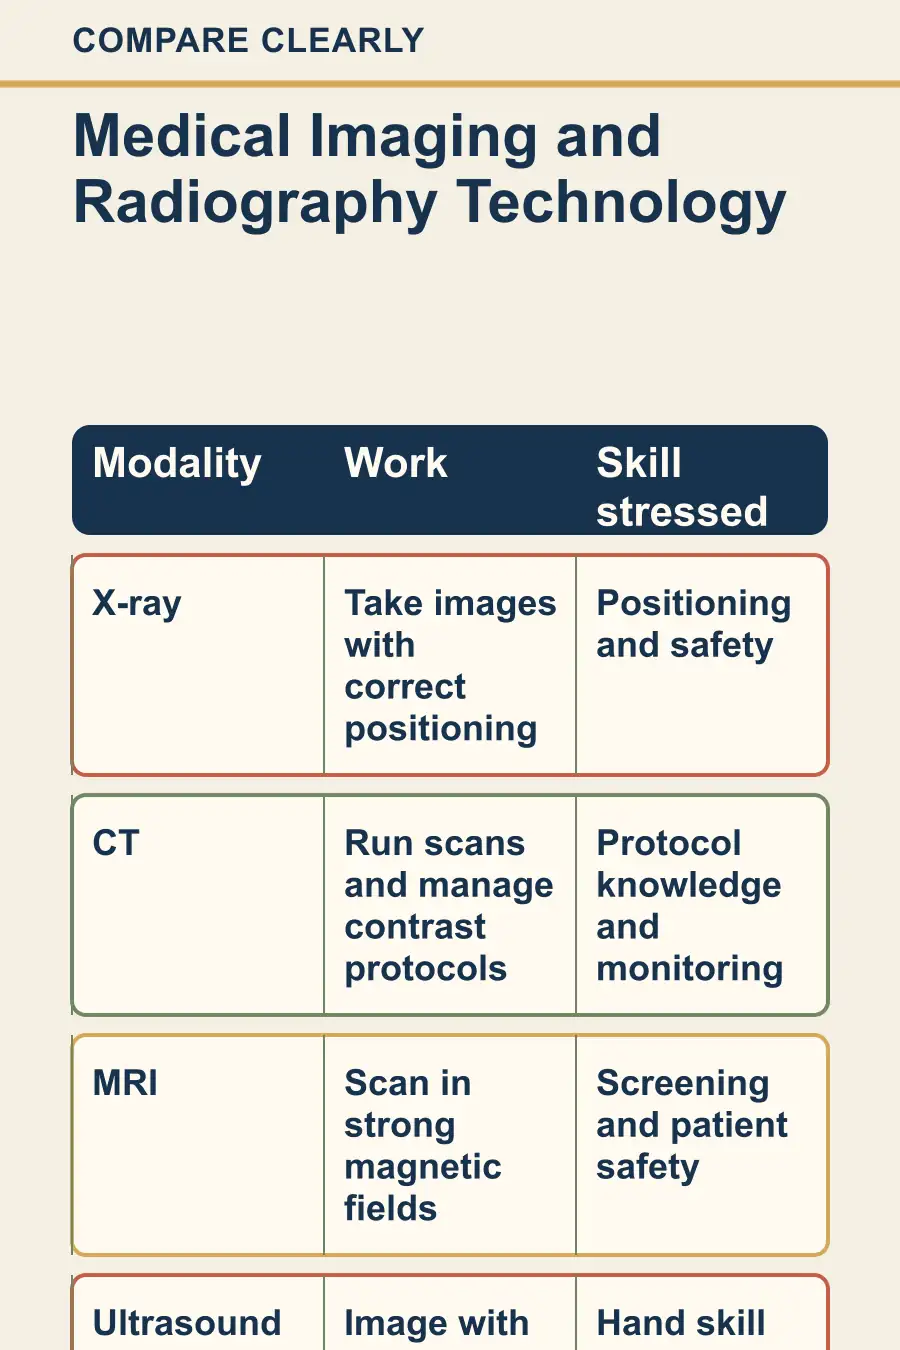 COMPARE CLEARLY
Medical Imaging and
Radiography Technology
Modality
Work
Skill
stressed
X-ray
Take images
with
correct
positioning
Positioning
and safety
CT
Run scans
and manage
contrast
protocols
Protocol
knowledge
and
monitoring
MRI
Scan in
strong
magnetic
fields
Screening
and patient
safety
Ultrasound
Image with
Hand skill